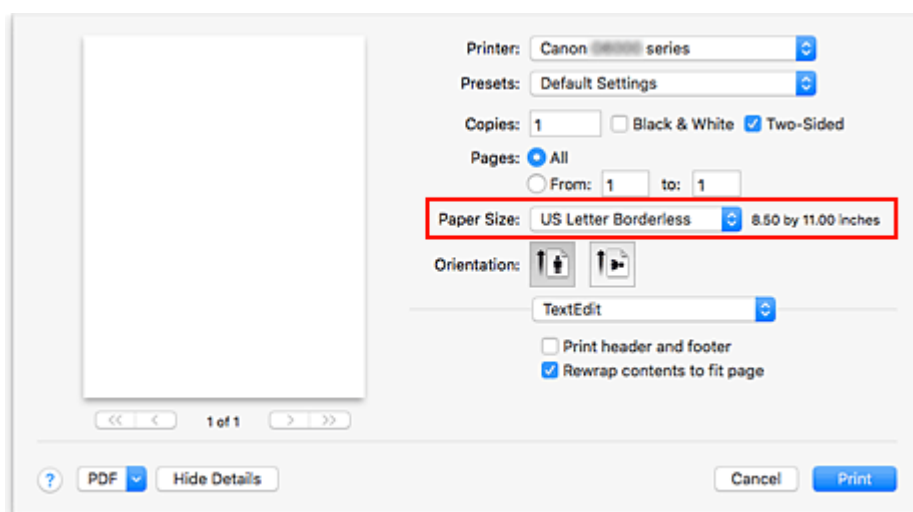 Printer: Canon series
Presets: Default Settings
Copies: 1 Black & White Two-Sided
Pages: All
From: 1 to: 1
Paper Size: US Letter Borderless 8.50 by 11.00 inches
Orientation:
TextEdit
Print header and footer
Rewrap contents to fit page
<< < 1 of 1 > >>
? PDF Hide Details Cancel Print